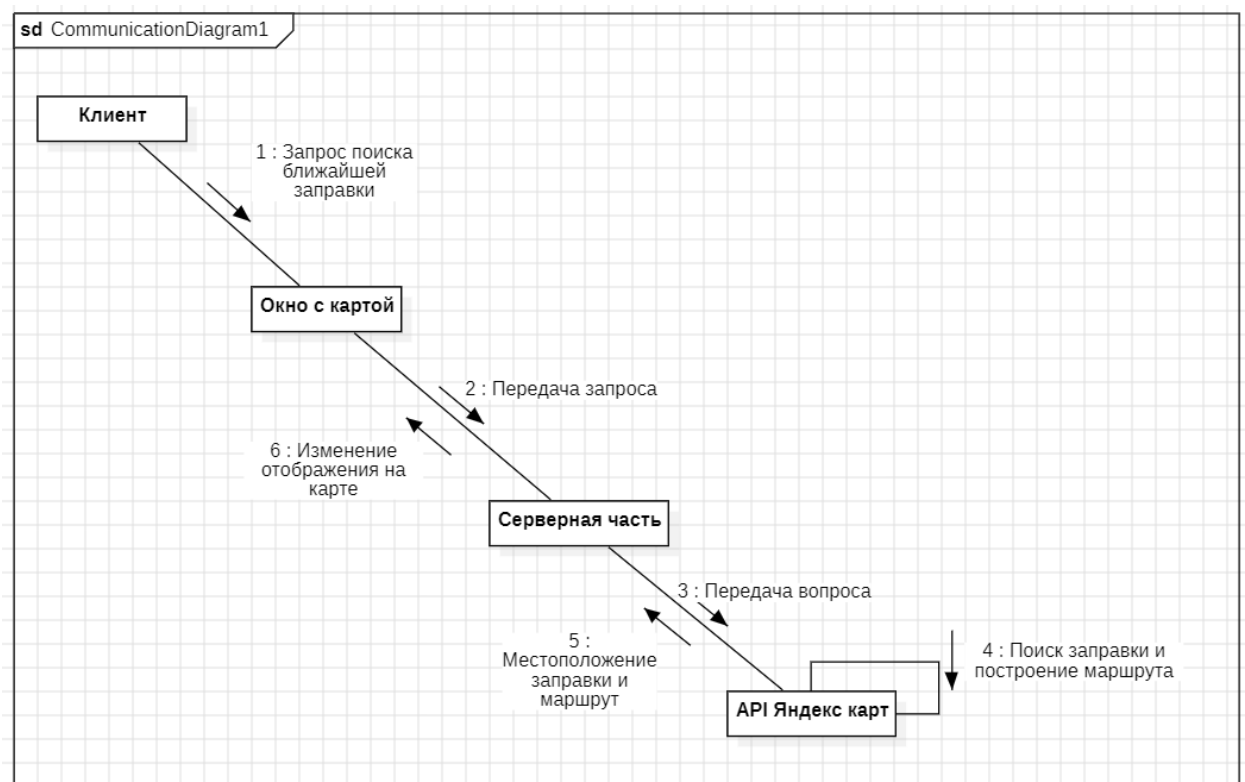 sd CommunicationDiagram1
Клиент
1 : Запрос поиска
ближайшей
заправки
Окно с картой
2 : Передача запроса
6 : Изменение
отображения на
карте
Серверная часть
3 : Передача вопроса
5 :
Местоположение
заправки и
маршрут
4 : Поиск заправки и
построение маршрута
API Яндекс карт